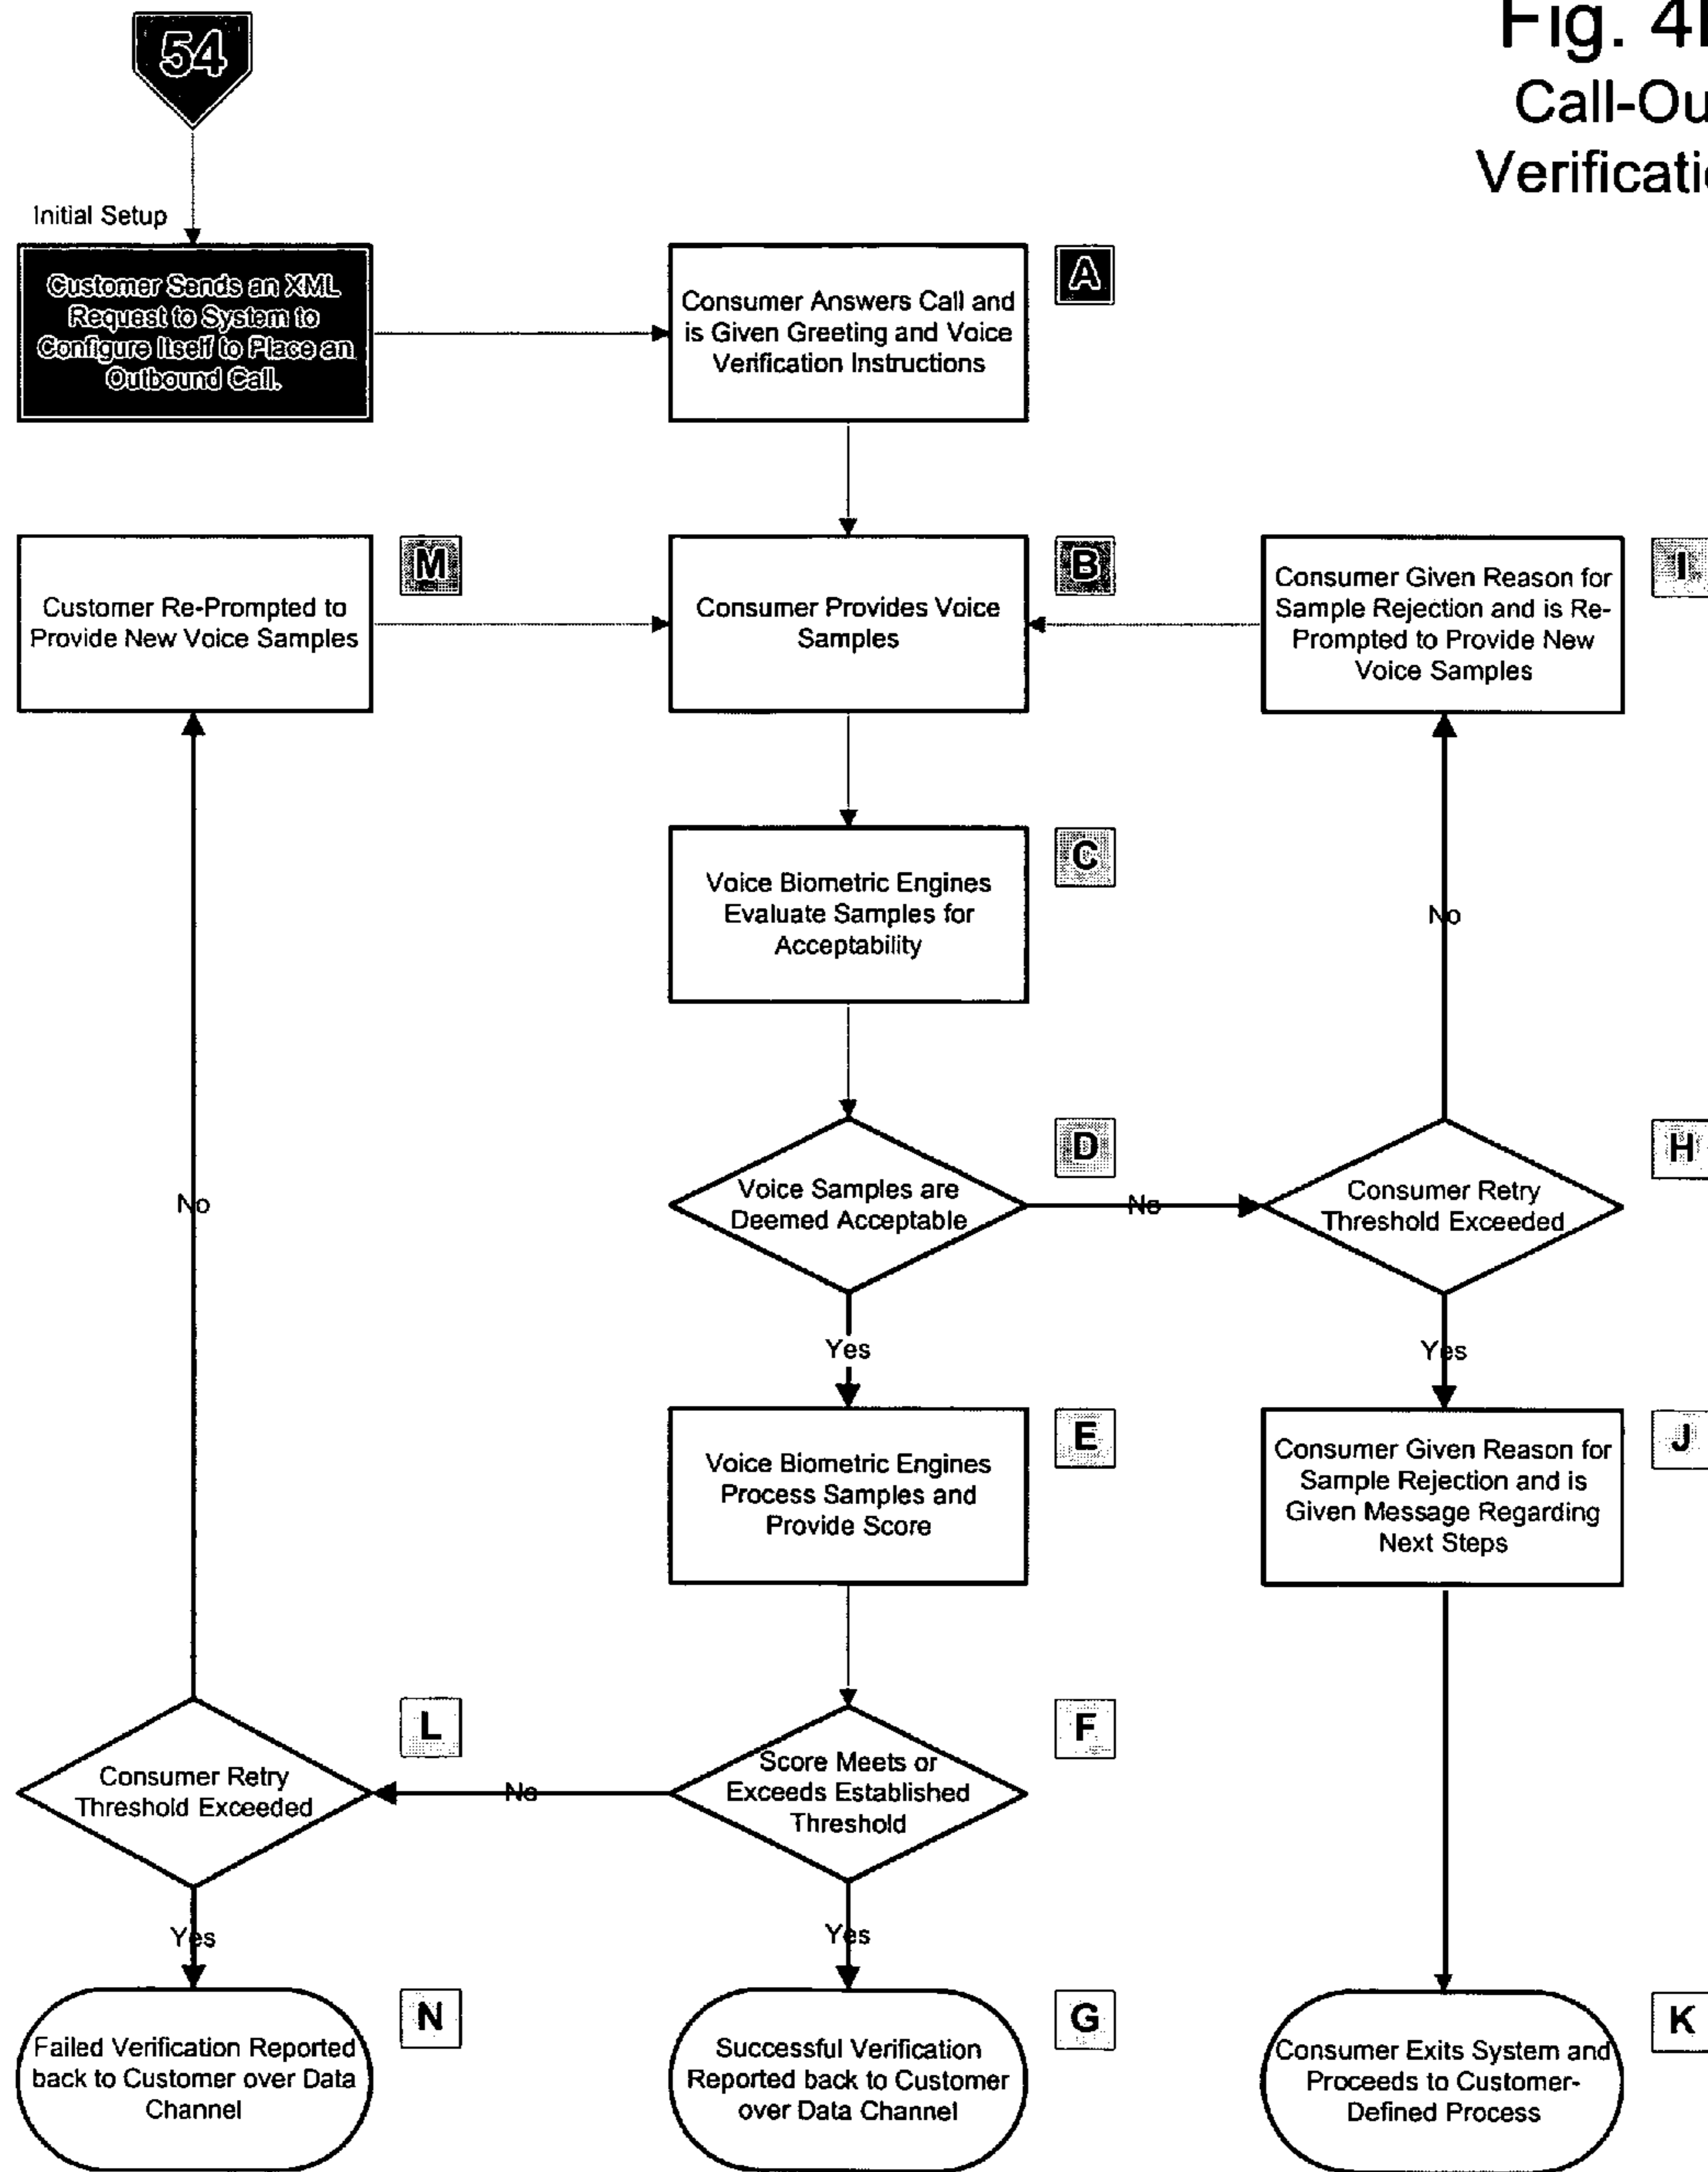 54
Fig.
Initial Setup
Customer Sends an XML
Request to System to
Configure Itself to Place an
Outbound Call.
Consumer Answers Call and
is Given Greeting and Voice
Verification Instructions
A
Customer Re-Prompted to
Provide New Voice Samples
M
Consumer Provides Voice
Samples
B
Consumer Given Reason for
Sample Rejection and is Re-
Prompted to Provide New
Voice Samples
I
Voice Biometric Engines
Evaluate Samples for
Acceptability
C
No
No
Voice Samples are
Deemed Acceptable
D
No
Consumer Retry
Threshold Exceeded
H
Yes
Yes
Voice Biometric Engines
Process Samples and
Provide Score
E
Consumer Given Reason for
Sample Rejection and is
Given Message Regarding
Next Steps
J
Consumer Retry
Threshold Exceeded
L
No
Score Meets or
Exceeds Established
Threshold
F
Yes
Yes
Failed Verification Reported
back to Customer over Data
Channel
N
Successful Verification
Reported back to Customer
over Data Channel
G
Consumer Exits System and
Proceeds to Customer-
Defined Process
K